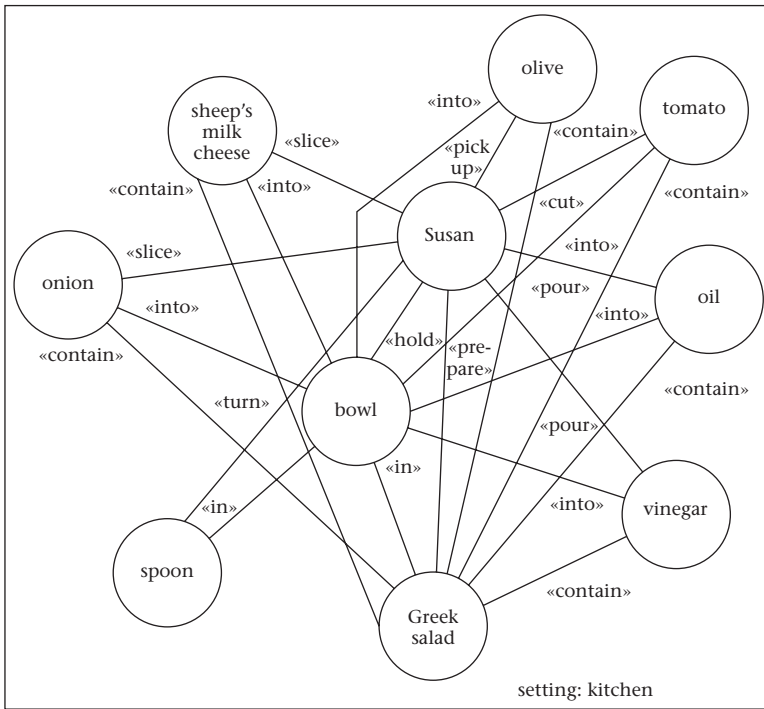 olive
«into»
tomato
sheep's
milk
cheese
«slice»
«contain»
«pick
up»
«contain»
«into»
«contain»
«cut»
Susan
«slice»
«into»
onion
«pour»
oil
«into»
«into»
«hold»
«pre-
pare»
«contain»
«contain»
«turn»
bowl
«pour»
«in»
«in»
«into»
vinegar
spoon
«contain»
Greek
salad
setting: kitchen